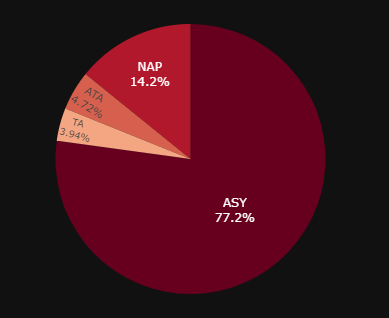 NAP
14.2%
ATA
4.72%
TA
3.94%
ASY
77.2%